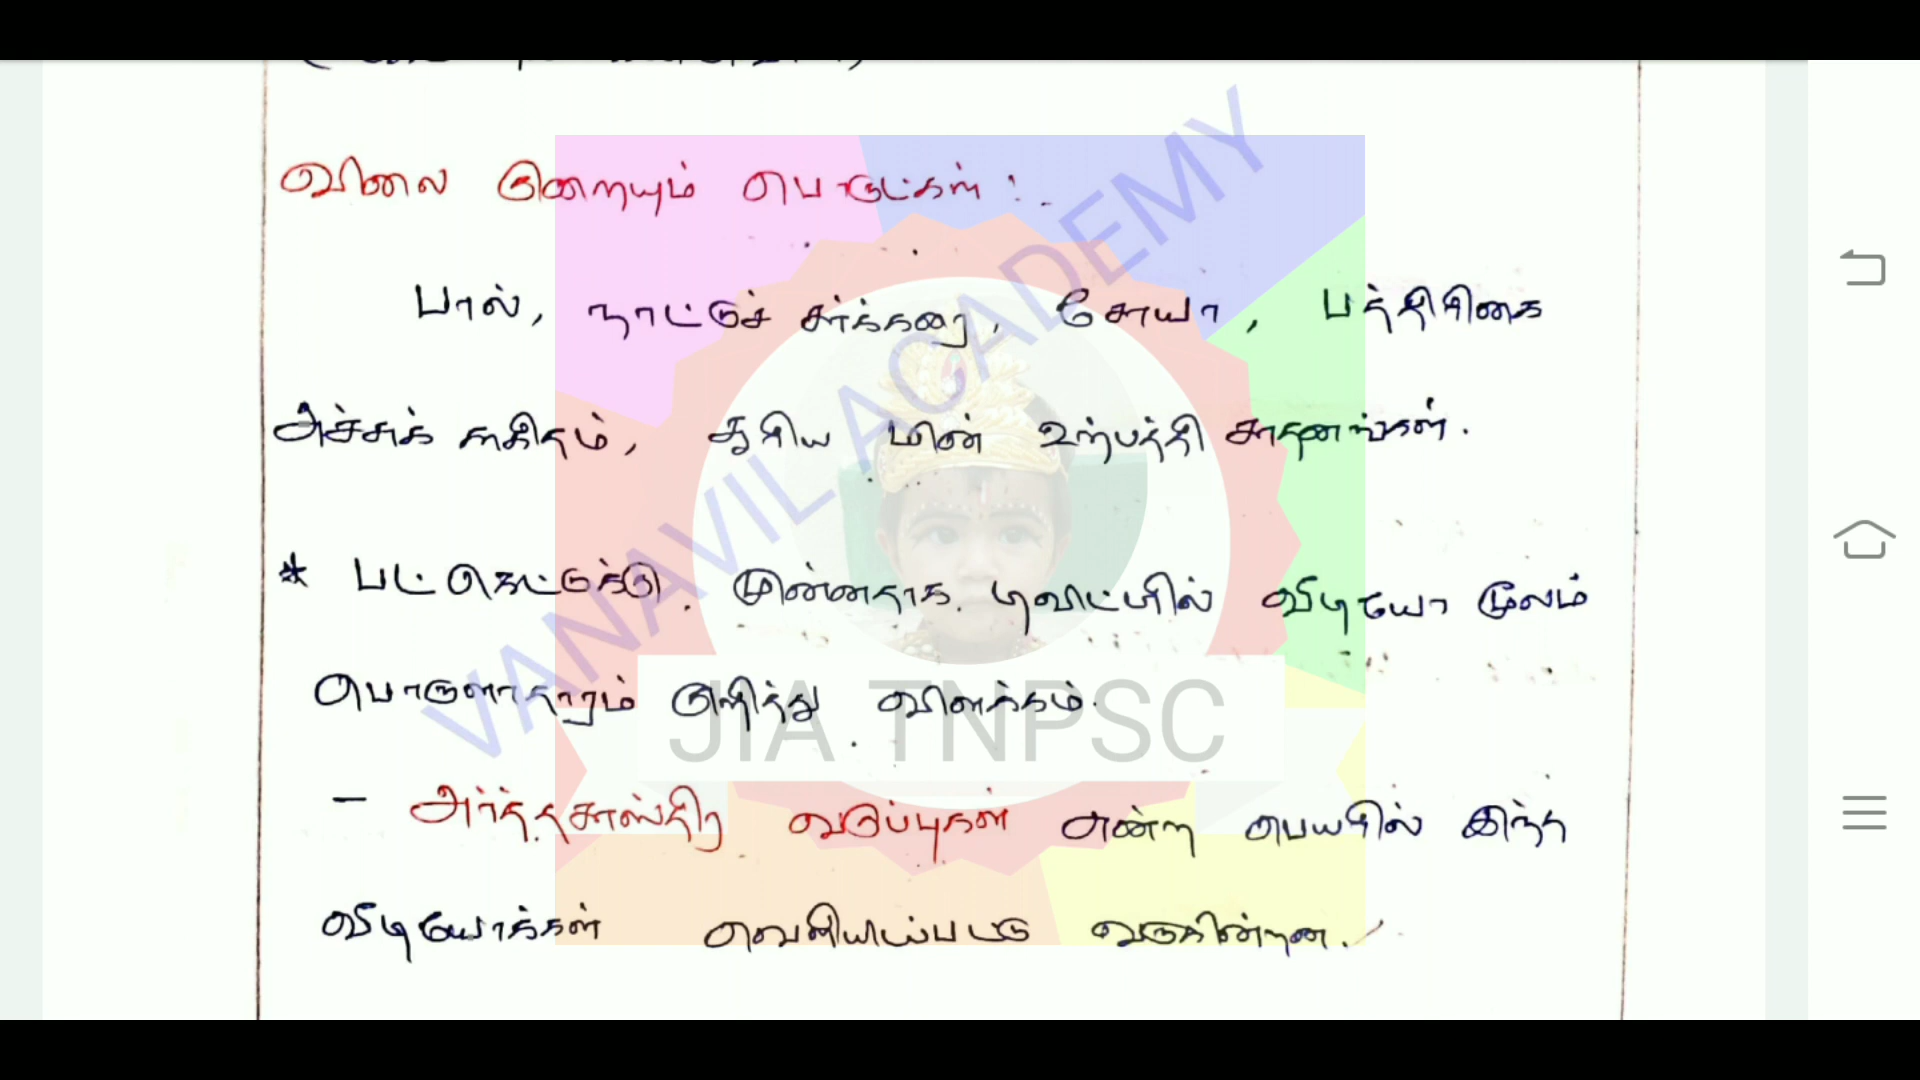 விலை குறையும் பொருட்கள் :-
பால், நாட்டுச் சர்க்கரை, சோயா, பத்திரிகை
அச்சுக் காகிதம், சூரிய மின் உற்பத்தி சாதனங்கள்.
* பட்ஜெட்டுக்கு முன்னதாக டிவிட்டரில் வீடியோ மூலம்
பொருளாதாரம் குறித்து விளக்கம்.
- அர்த்தசாஸ்திர வகுப்புகள் என்ற பெயரில் இந்த
வீடியோக்கள் வெளியிடப்பட்டு வருகின்றன.
VANAVIL ACADEMY
JIA TNPSC